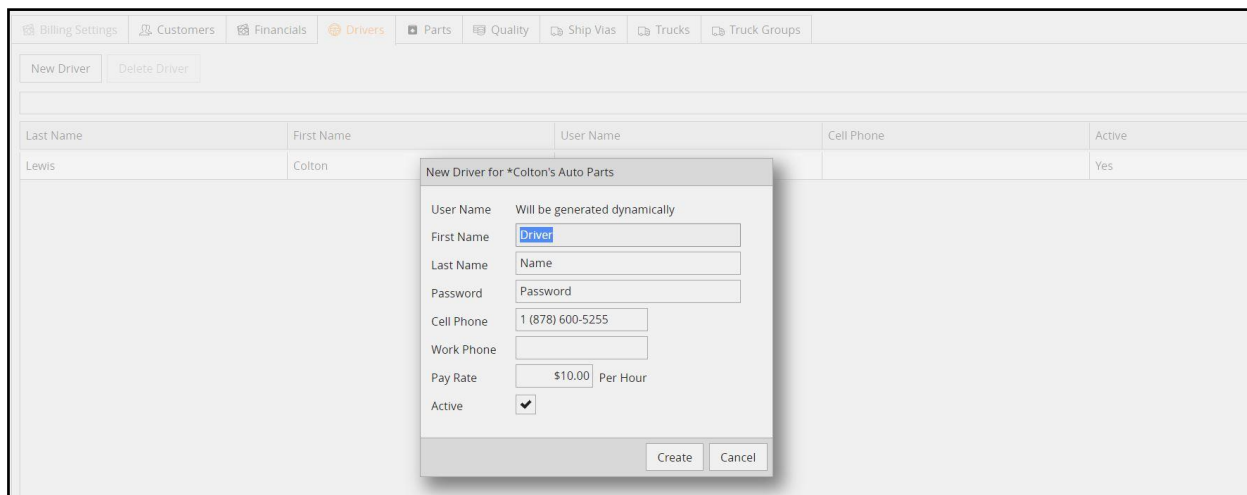 Billing Settings Customers Financials Drivers Parts Quality Ship Vias Trucks Truck Groups
New Driver Delete Driver
Last Name First Name User Name Cell Phone Active
Lewis Colton Yes
New Driver for *Colton's Auto Parts
User Name Will be generated dynamically
First Name Driver
Last Name Name
Password Password
Cell Phone 1 (878) 600-5255
Work Phone
Pay Rate $10.00 Per Hour
Active
Create Cancel